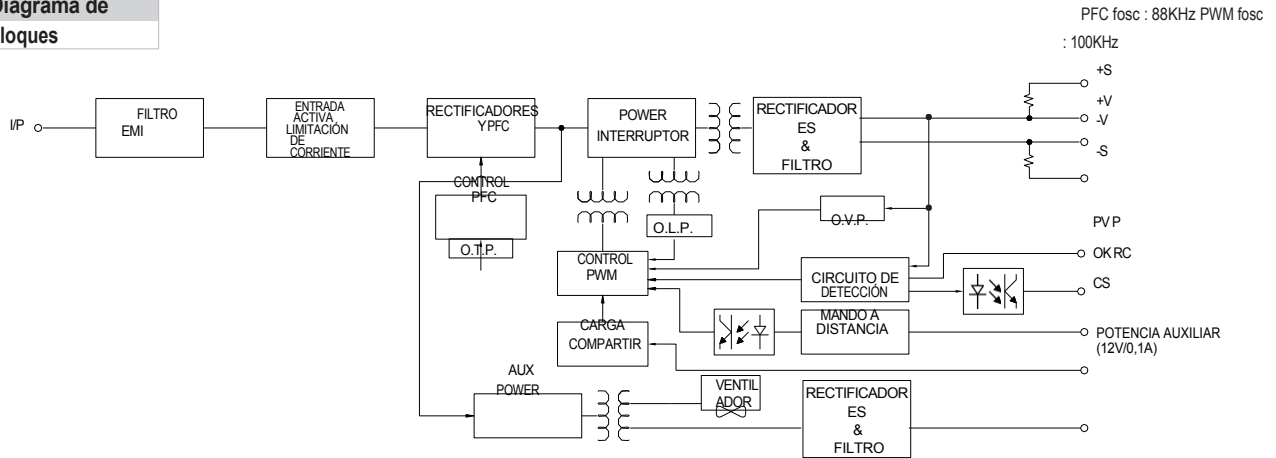 Diagrama de
loques
PFC fosc : 88KHz PWM fosc
: 100KHz
I/P
FILTRO
EMI
ENTRADA
ACTIVA
LIMITACIÓN
DE
CORRIENTE
RECTIFICADORES
Y PFC
POWER
INTERRUPTOR
RECTIFICADOR
ES
&
FILTRO
+S
+V
-V
-S
CONTROL
PFC
O.T.P.
O.L.P.
O.V.P.
CONTROL
PWM
CIRCUITO DE
DETECCIÓN
MANDO A
DISTANCIA
CARGA
COMPARTIR
PV P
OK RC
CS
POTENCIA AUXILIAR
(12V/0,1A)
AUX
POWER
VENTIL
ADOR
RECTIFICADOR
ES
&
FILTRO